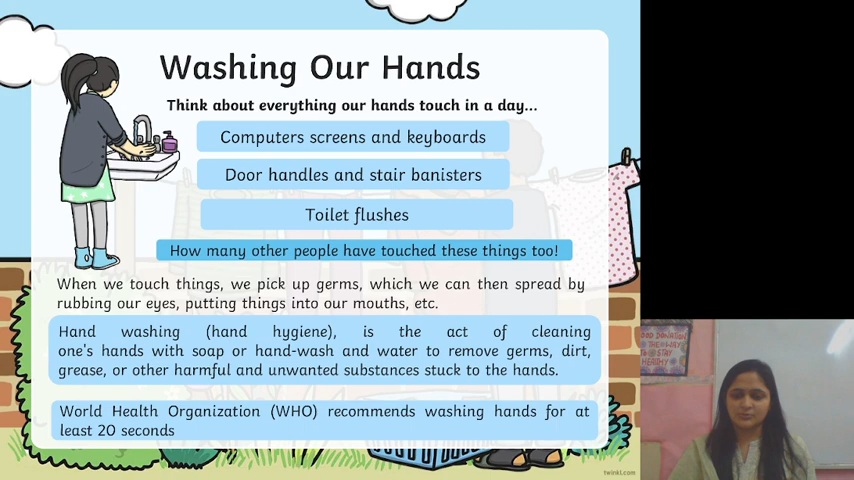 Washing Our Hands
Think about everything our hands touch in a day...
Computers screens and keyboards
Door handles and stair banisters
Toilet flushes
How many other people have touched these things too!
When we touch things, we pick up germs, which we can then spread by
rubbing our eyes, putting things into our mouths, etc.
Hand washing (hand hygiene), is the act of cleaning
one's hands with soap or hand-wash and water to remove germs, dirt,
grease, or other harmful and unwanted substances stuck to the hands.
World Health Organization (WHO) recommends washing hands for at
least 20 seconds
twinkl.com
DONATION
STAY
HEALTHY